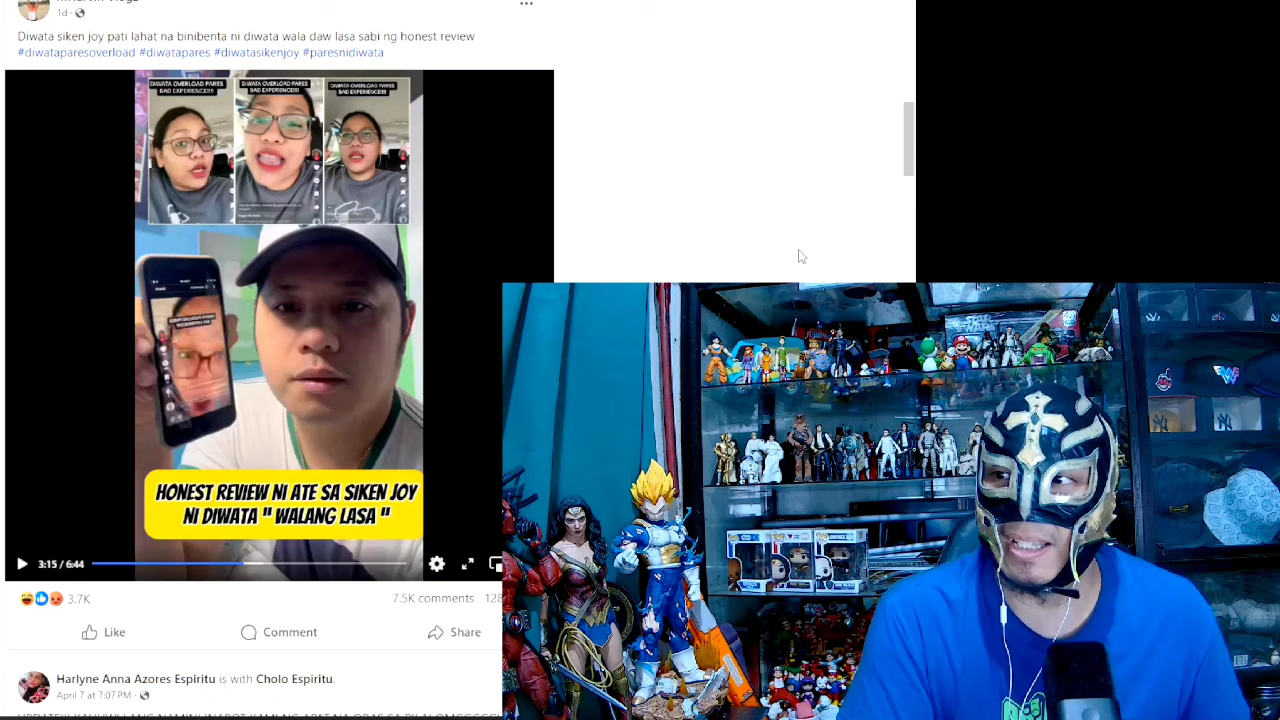 1d
Diwata siken joy pati lahat na binibenta ni diwata wala daw lasa sabi ng honest review
#diwataparesoverload #diwatapares #diwatasikenjoy #paresnidiwata
DIWATA OVERLOAD PARES
BAD EXPERIENCE!!!!
DIWATA OVERLOAD PARES
BAD EXPERIENCE!!!!
DIWATA OVERLOAD PARES
BAD EXPERIENCE!!!!
HONEST REVIEW NI ATE SA SIKEN JOY
NI DIWATA " WALANG LASA "
3:15 / 6:44
3.7K
7.5K comments
Like
Comment
Share
Harlyne Anna Azores Espiritu is with Cholo Espiritu.
April 7 at 7:07 PM